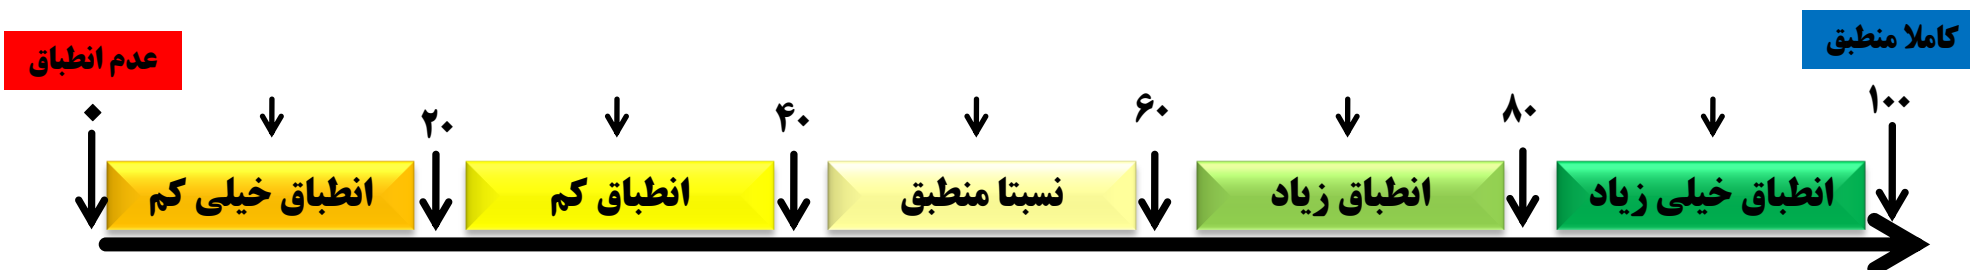 کاملا منطبق
عدم انطباق
۰ ۲۰ ۴۰ ۶۰ ۸۰ ۱۰۰
انطباق خیلی کم
انطباق کم
نسبتا منطبق
انطباق زیاد
انطباق خیلی زیاد